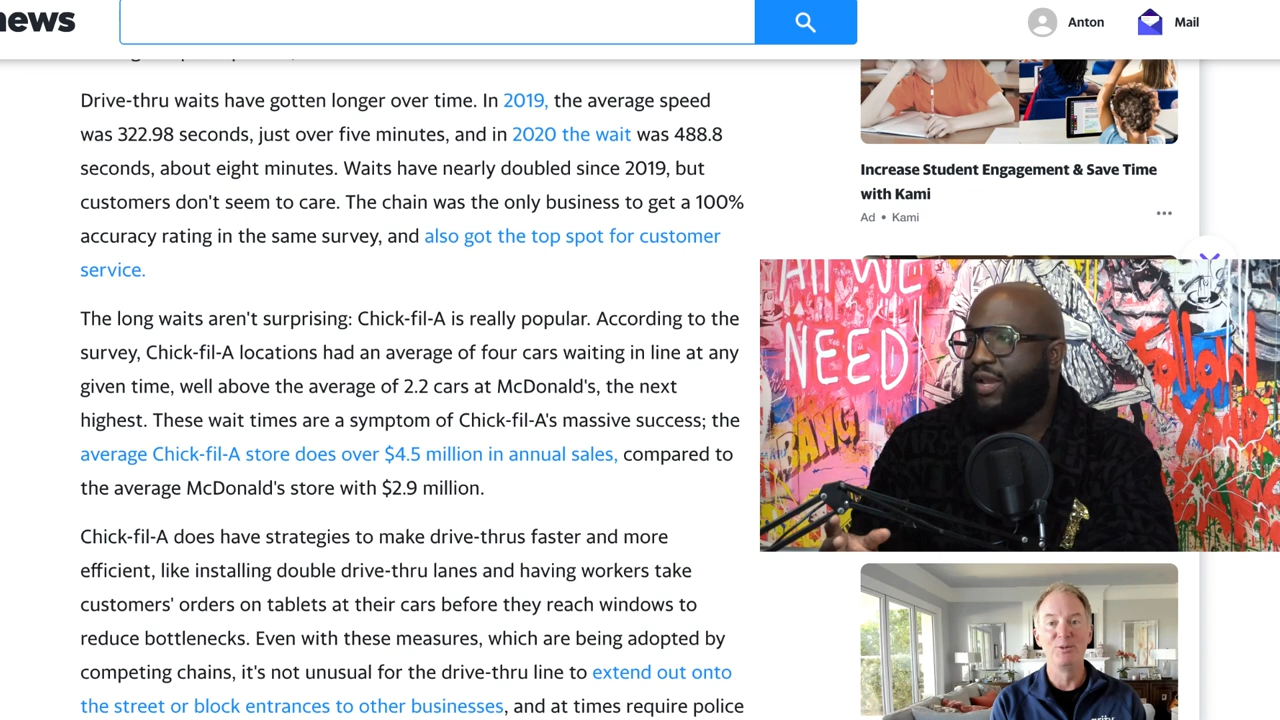 news
Anton
Mail
Drive-thru waits have gotten longer over time. In 2019, the average speed
was 322.98 seconds, just over five minutes, and in 2020 the wait was 488.8
seconds, about eight minutes. Waits have nearly doubled since 2019, but
customers don't seem to care. The chain was the only business to get a 100%
accuracy rating in the same survey, and also got the top spot for customer
service.
The long waits aren't surprising: Chick-fil-A is really popular. According to the
survey, Chick-fil-A locations had an average of four cars waiting in line at any
given time, well above the average of 2.2 cars at McDonald's, the next
highest. These wait times are a symptom of Chick-fil-A's massive success; the
average Chick-fil-A store does over $4.5 million in annual sales, compared to
the average McDonald's store with $2.9 million.
Chick-fil-A does have strategies to make drive-thrus faster and more
efficient, like installing double drive-thru lanes and having workers take
customers' orders on tablets at their cars before they reach windows to
reduce bottlenecks. Even with these measures, which are being adopted by
competing chains, it's not unusual for the drive-thru line to extend out onto
the street or block entrances to other businesses, and at times require police
Increase Student Engagement & Save Time
with Kami
Ad • Kami
All WE
NEED
BANG
follow
YOUR